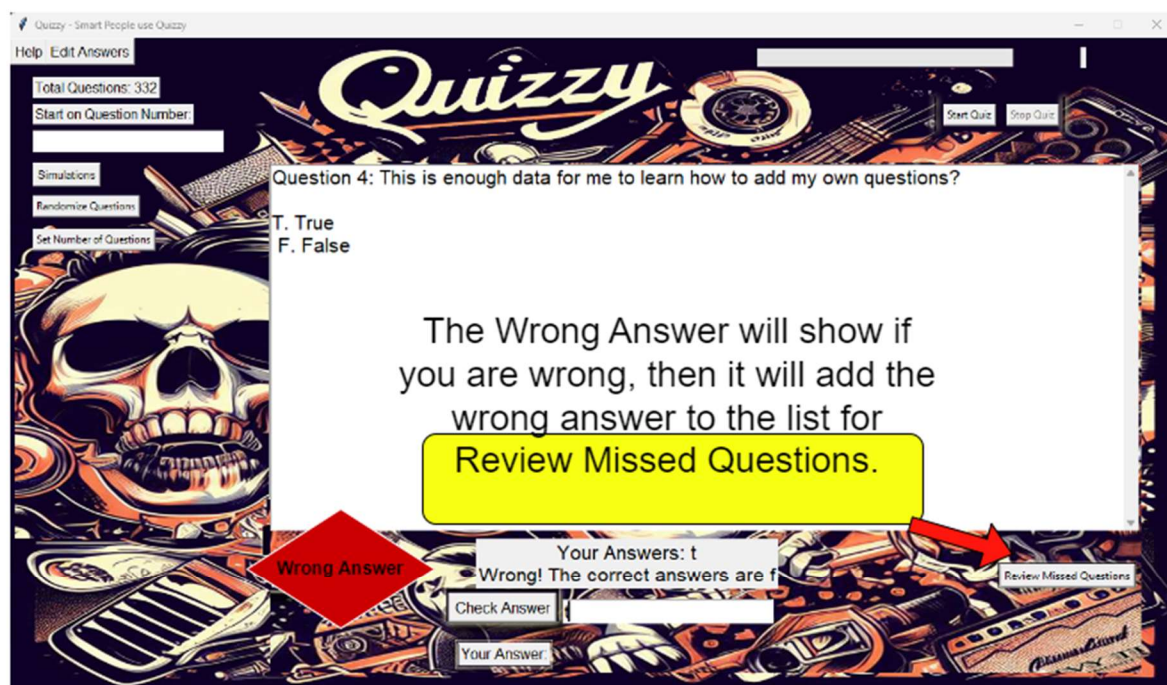 Quizzy - Smart People use Quizzy
Help Edit Answers
Quizzy
Total Questions: 332
Start on Question Number:
Start Quiz Stop Quiz
Simulations
Randomize Questions
Set Number of Questions
Question 4: This is enough data for me to learn how to add my own questions?
T. True
F. False
The Wrong Answer will show if
you are wrong, then it will add the
wrong answer to the list for
Review Missed Questions.
Wrong Answer
Your Answers: t
Wrong! The correct answers are f
Review Missed Questions
Check Answer
Your Answer: